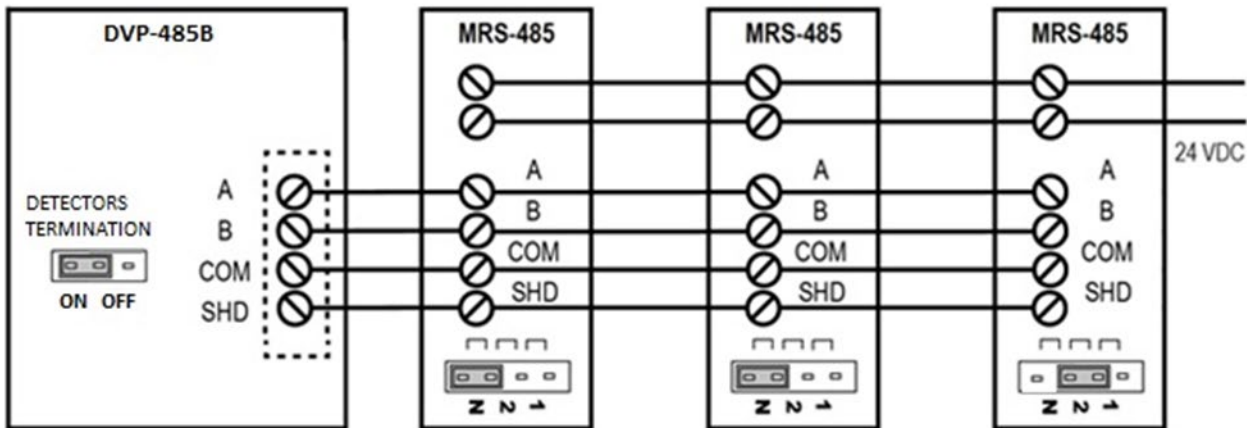 DVP-485B
DETECTORS
TERMINATION
ON OFF
A
B
COM
SHD
MRS-485
A
B
COM
SHD
N 2 1
MRS-485
A
B
COM
SHD
N 2 1
MRS-485
24 VDC
A
B
COM
SHD
N 2 1